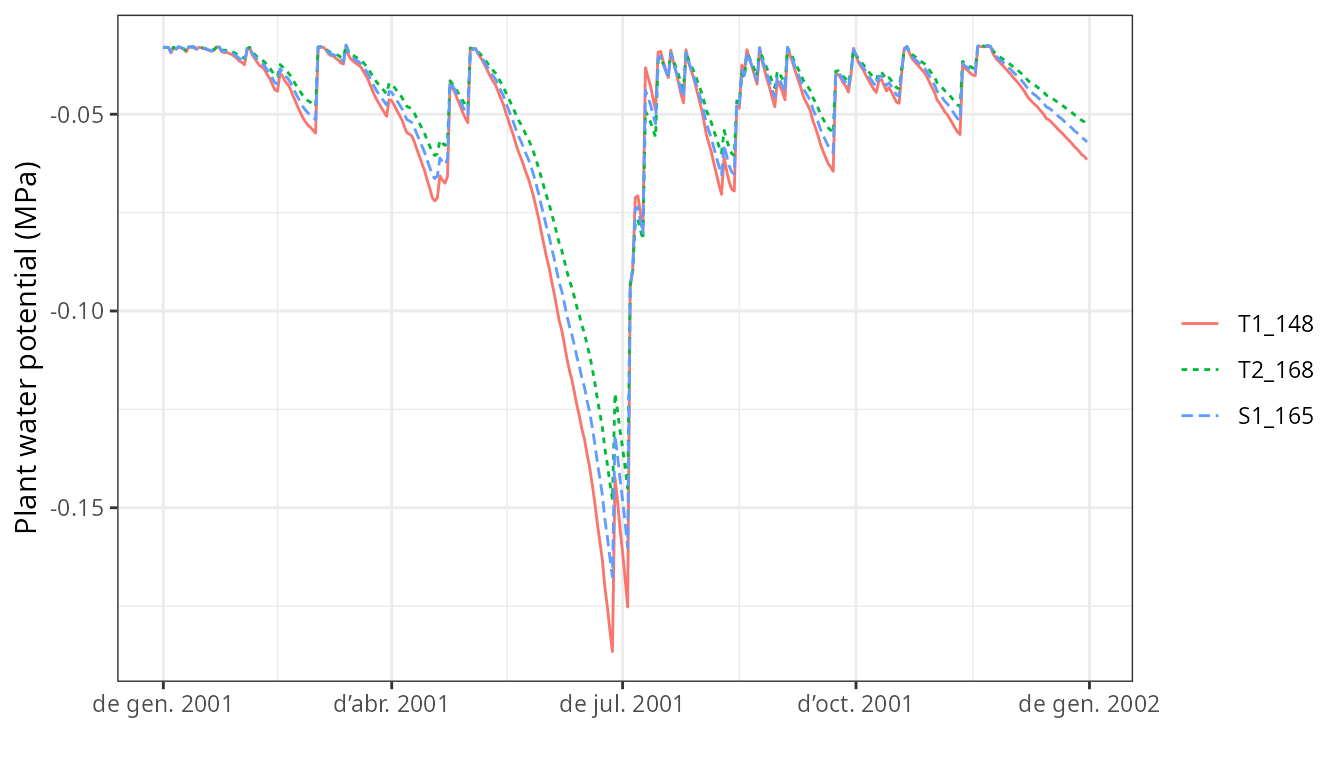 Plant water potential (MPa)
-0.05
-0.10
-0.15
de gen. 2001
d’abr. 2001
de jul. 2001
d’oct. 2001
de gen. 2002
T1_148
T2_168
S1_165